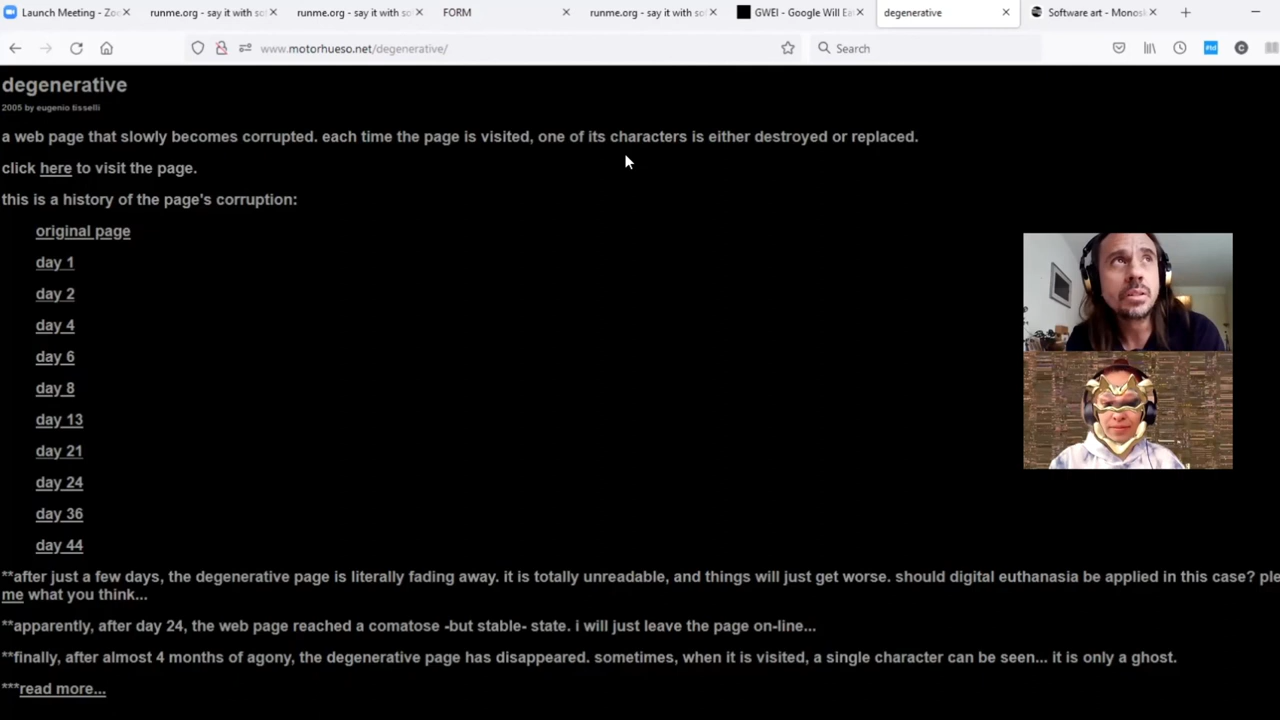 Launch Meeting - Zoo
runme.org - say it with so
runme.org - say it with so
FORM
runme.org - say it with so
GWEI - Google Will Ea
degenerative
Software art - Monos
www.motorhueso.net/degenerative/
Search
degenerative
2005 by eugenio tisselli
a web page that slowly becomes corrupted. each time the page is visited, one of its characters is either destroyed or replaced.
click here to visit the page.
this is a history of the page's corruption:
original page
day 1
day 2
day 4
day 6
day 8
day 13
day 21
day 24
day 36
day 44
**after just a few days, the degenerative page is literally fading away. it is totally unreadable, and things will just get worse. should digital euthanasia be applied in this case? ple
me what you think...
**apparently, after day 24, the web page reached a comatose -but stable- state. i will just leave the page on-line...
**finally, after almost 4 months of agony, the degenerative page has disappeared. sometimes, when it is visited, a single character can be seen... it is only a ghost.
***read more...